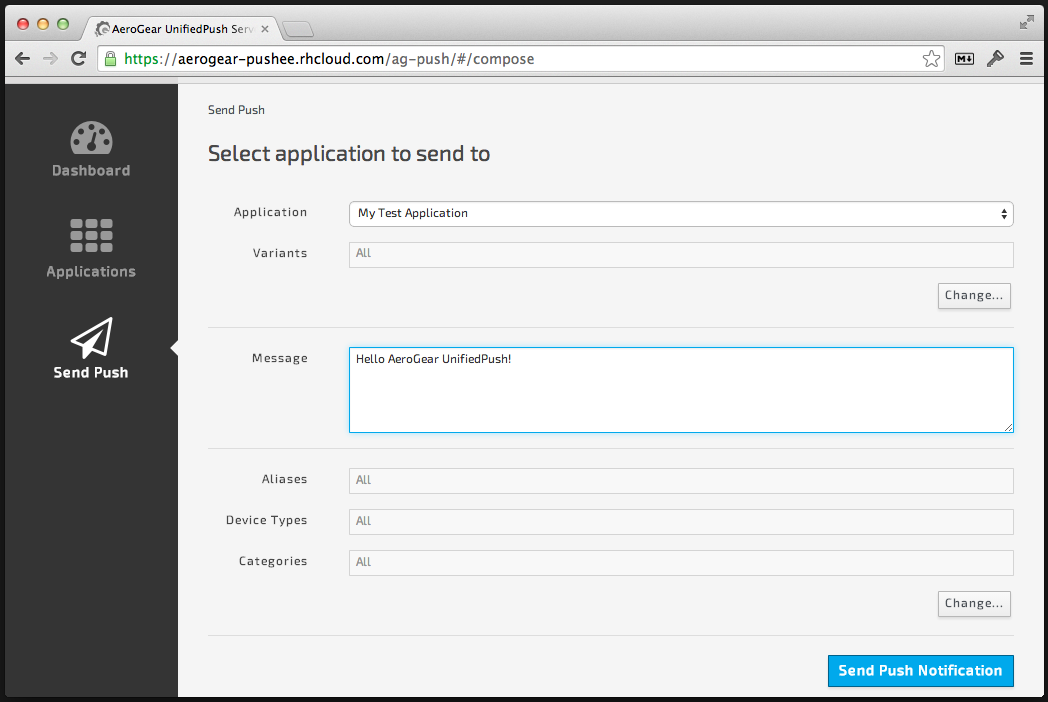 AeroGear UnifiedPush Serv
https://aerogear-pushee.rhcloud.com/ag-push/#/compose
Dashboard
Applications
Send Push
Send Push
Select application to send to
Application My Test Application
Variants All
Change...
Message Hello AeroGear UnifiedPush!
Aliases All
Device Types All
Categories All
Change...
Send Push Notification